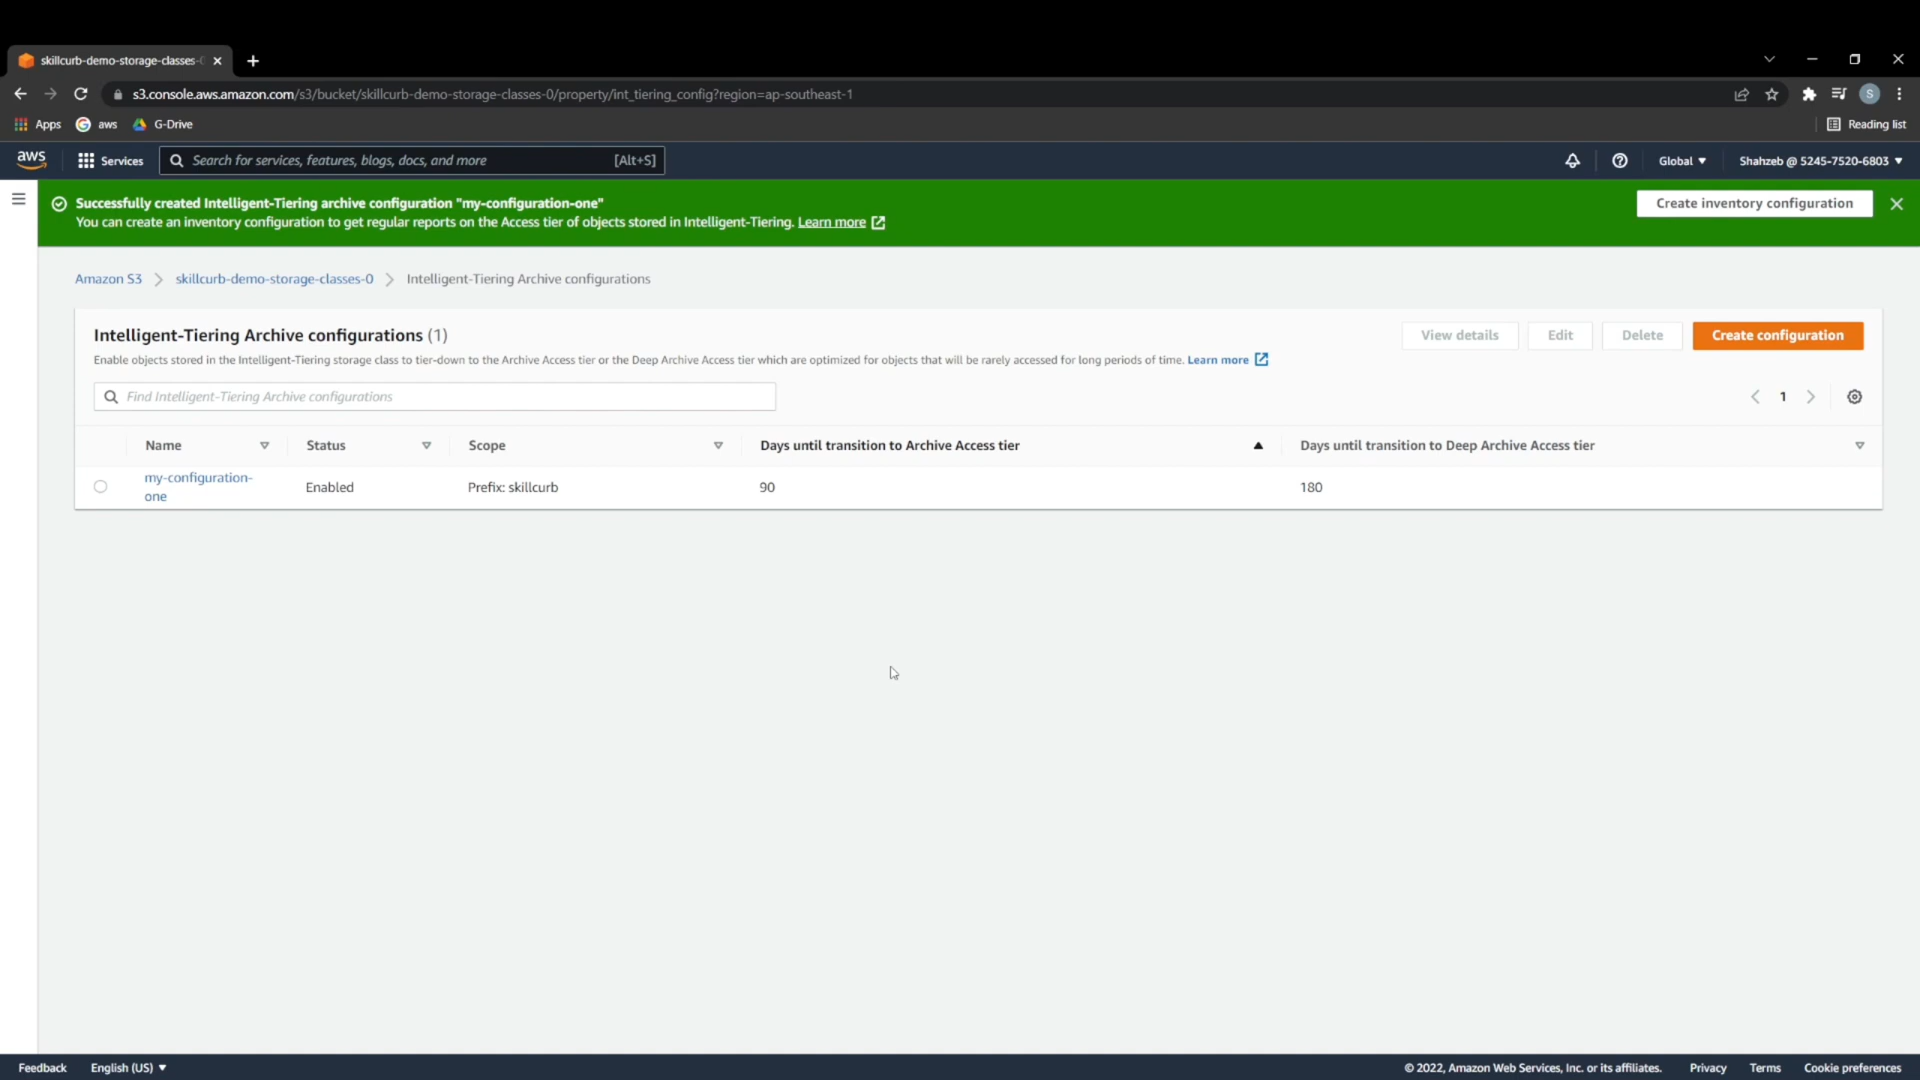 skillcurb-demo-storage-classes-0
s3.console.aws.amazon.com/s3/bucket/skillcurb-demo-storage-classes-0/property/int_tiering_config?region=ap-southeast-1
S
Apps aws G-Drive Reading list
aws Services Search for services, features, blogs, docs, and more [Alt+S] Global Shahzeb @ 5245-7520-6803
Successfully created Intelligent-Tiering archive configuration "my-configuration-one" Create inventory configuration
You can create an inventory configuration to get regular reports on the Access tier of objects stored in Intelligent-Tiering. Learn more
Amazon S3 > skillcurb-demo-storage-classes-0 > Intelligent-Tiering Archive configurations
Intelligent-Tiering Archive configurations (1) View details Edit Delete Create configuration
Enable objects stored in the Intelligent-Tiering storage class to tier-down to the Archive Access tier or the Deep Archive Access tier which are optimized for objects that will be rarely accessed for long periods of time. Learn more
Find Intelligent-Tiering Archive configurations 1
Name Status Scope Days until transition to Archive Access tier Days until transition to Deep Archive Access tier
my-configuration-
one Enabled Prefix: skillcurb 90 180
Feedback English (US) © 2022, Amazon Web Services, Inc. or its affiliates. Privacy Terms Cookie preferences